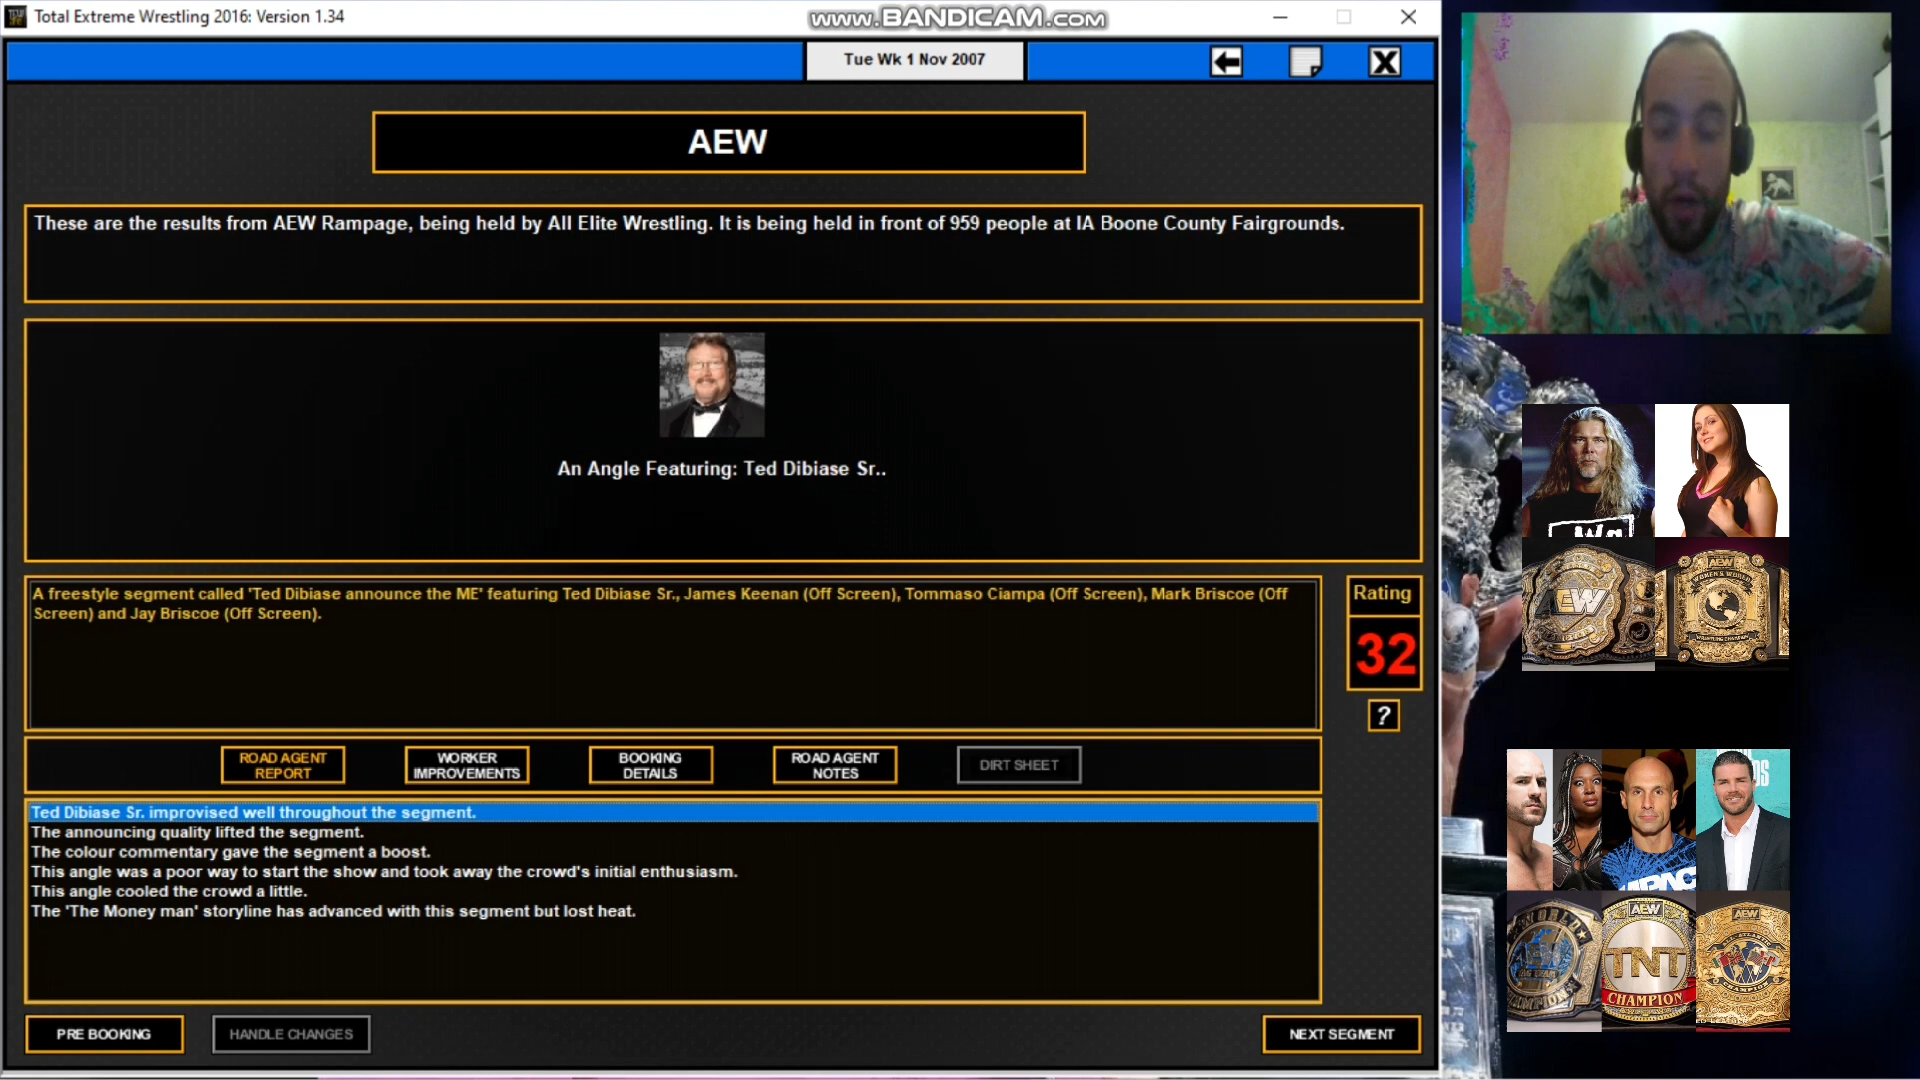 Total Extreme Wrestling 2016: Version 1.34
www.BANDICAM.com
Tue Wk 1 Nov 2007
AEW
These are the results from AEW Rampage, being held by All Elite Wrestling. It is being held in front of 959 people at IA Boone County Fairgrounds.
An Angle Featuring: Ted Dibiase Sr..
A freestyle segment called 'Ted Dibiase announce the ME' featuring Ted Dibiase Sr., James Keenan (Off Screen), Tommaso Ciampa (Off Screen), Mark Briscoe (Off
Screen) and Jay Briscoe (Off Screen).
Rating
32
?
ROAD AGENT
REPORT
WORKER
IMPROVEMENTS
BOOKING
DETAILS
ROAD AGENT
NOTES
DIRT SHEET
Ted Dibiase Sr. improvised well throughout the segment.
The announcing quality lifted the segment.
The colour commentary gave the segment a boost.
This angle was a poor way to start the show and took away the crowd's initial enthusiasm.
This angle cooled the crowd a little.
The 'The Money man' storyline has advanced with this segment but lost heat.
PRE BOOKING
HANDLE CHANGES
NEXT SEGMENT
AEW
AEW
WOMEN'S WORLD
WORLD
AEW
TNT
CHAMPION
AEW
CHAMPION